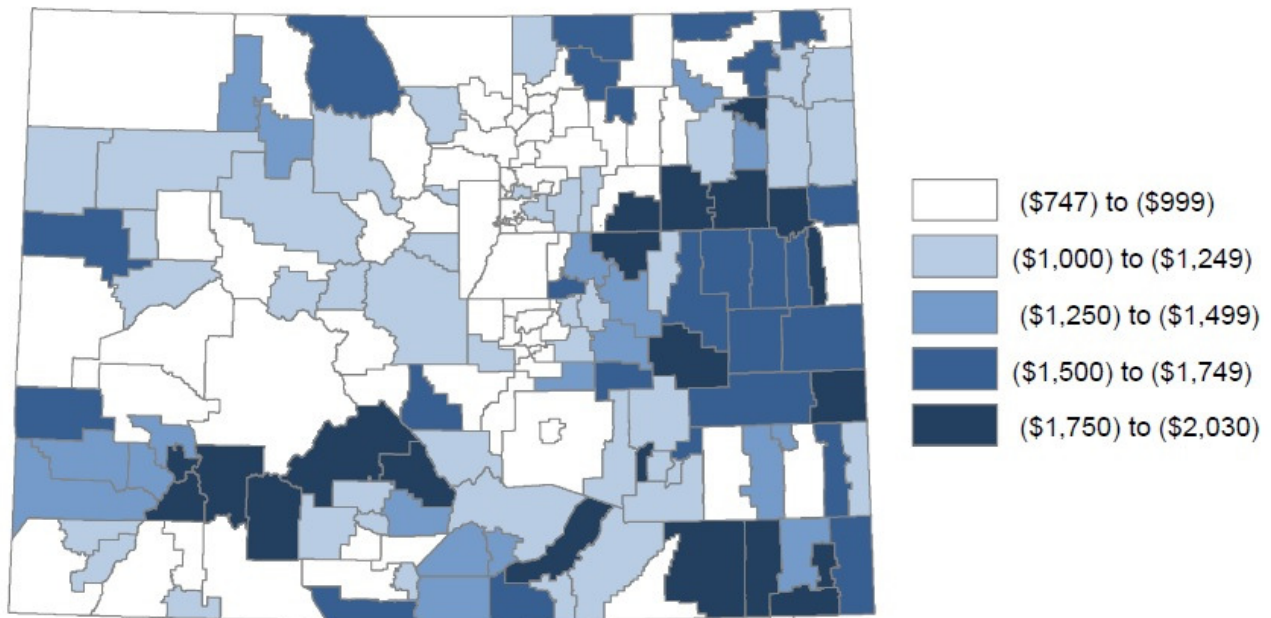 ($747) to ($999)
($1,000) to ($1,249)
($1,250) to ($1,499)
($1,500) to ($1,749)
($1,750) to ($2,030)